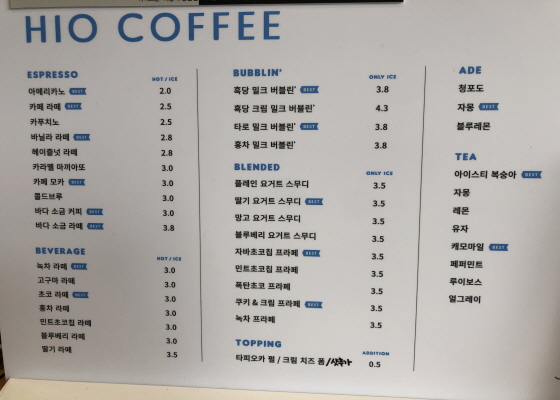 HIO COFFEE
ESPRESSO
HOT / ICE
아메리카노 BEST 2.0
카페 라떼 BEST 2.5
카푸치노 2.5
바닐라 라떼 BEST 2.8
헤이즐넛 라떼 2.8
카라멜 마끼아또 3.0
카페 모카 BEST 3.0
콜드브루 3.0
바다 소금 커피 BEST 3.0
바다 소금 라떼 BEST 3.8
BEVERAGE
HOT / ICE
녹차 라떼 BEST 3.0
고구마 라떼 3.0
초코 라떼 BEST 3.0
홍차 라떼 3.0
민트초코칩 라떼 3.0
블루베리 라떼 3.0
딸기 라떼 3.5
BUBBLIN'
ONLY ICE
흑당 밀크 버블린' BEST 3.8
흑당 크림 밀크 버블린' 4.3
타로 밀크 버블린' BEST 3.8
홍차 밀크 버블린' 3.8
BLENDED
ONLY ICE
플레인 요거트 스무디 3.5
딸기 요거트 스무디 BEST 3.5
망고 요거트 스무디 3.5
블루베리 요거트 스무디 3.5
자바초코칩 프라페 BEST 3.5
민트초코칩 프라페 3.5
폭탄초코 프라페 3.5
쿠키 & 크림 프라페 BEST 3.5
녹차 프라페 3.5
TOPPING
ADDITION
타피오카 펄 / 크림 치즈 폼 / 샷추가 0.5
ADE
청포도
자몽 BEST
블루레몬
TEA
아이스티 복숭아 BEST
자몽
레몬
유자
캐모마일 BEST
페퍼민트
루이보스
얼그레이